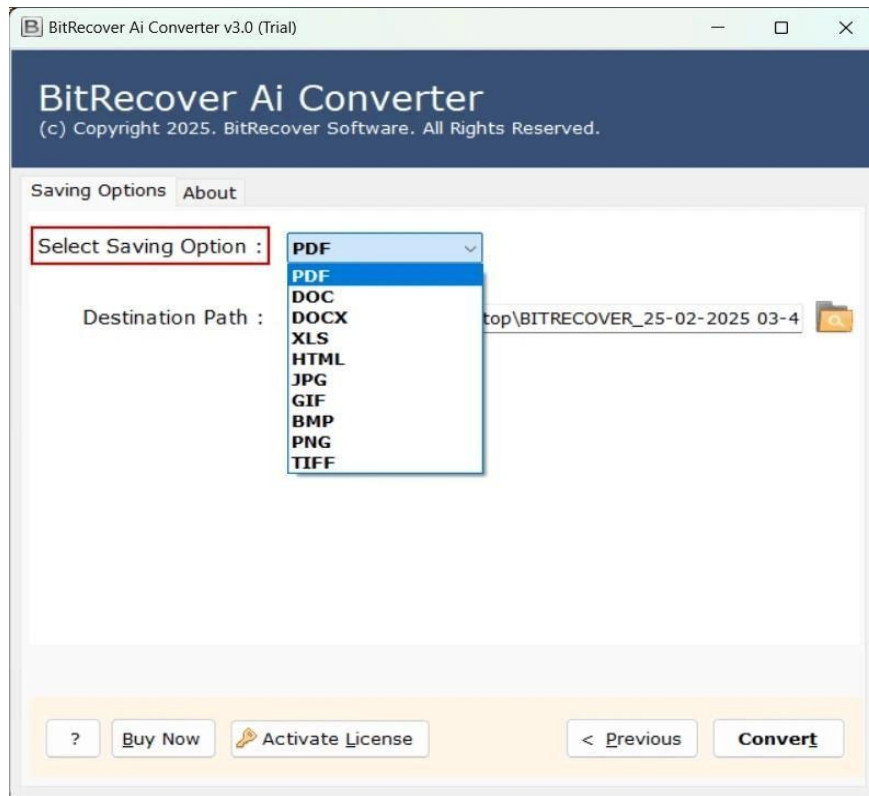 BitRecover Ai Converter v3.0 (Trial)
BitRecover Ai Converter
(c) Copyright 2025. BitRecover Software. All Rights Reserved.
Saving Options About
Select Saving Option : PDF
PDF
DOC
DOCX
XLS
HTML
JPG
GIF
BMP
PNG
TIFF
Destination Path : top\BITRECOVER_25-02-2025 03-4
? Buy Now Activate License < Previous Convert